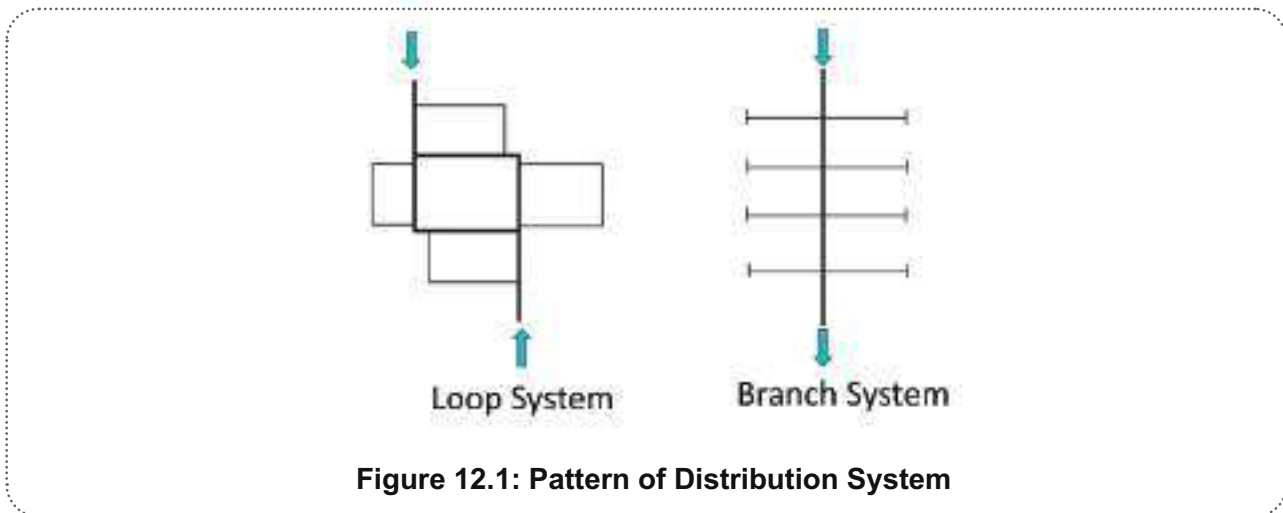 Loop System
Branch System
Figure 12.1: Pattern of Distribution System